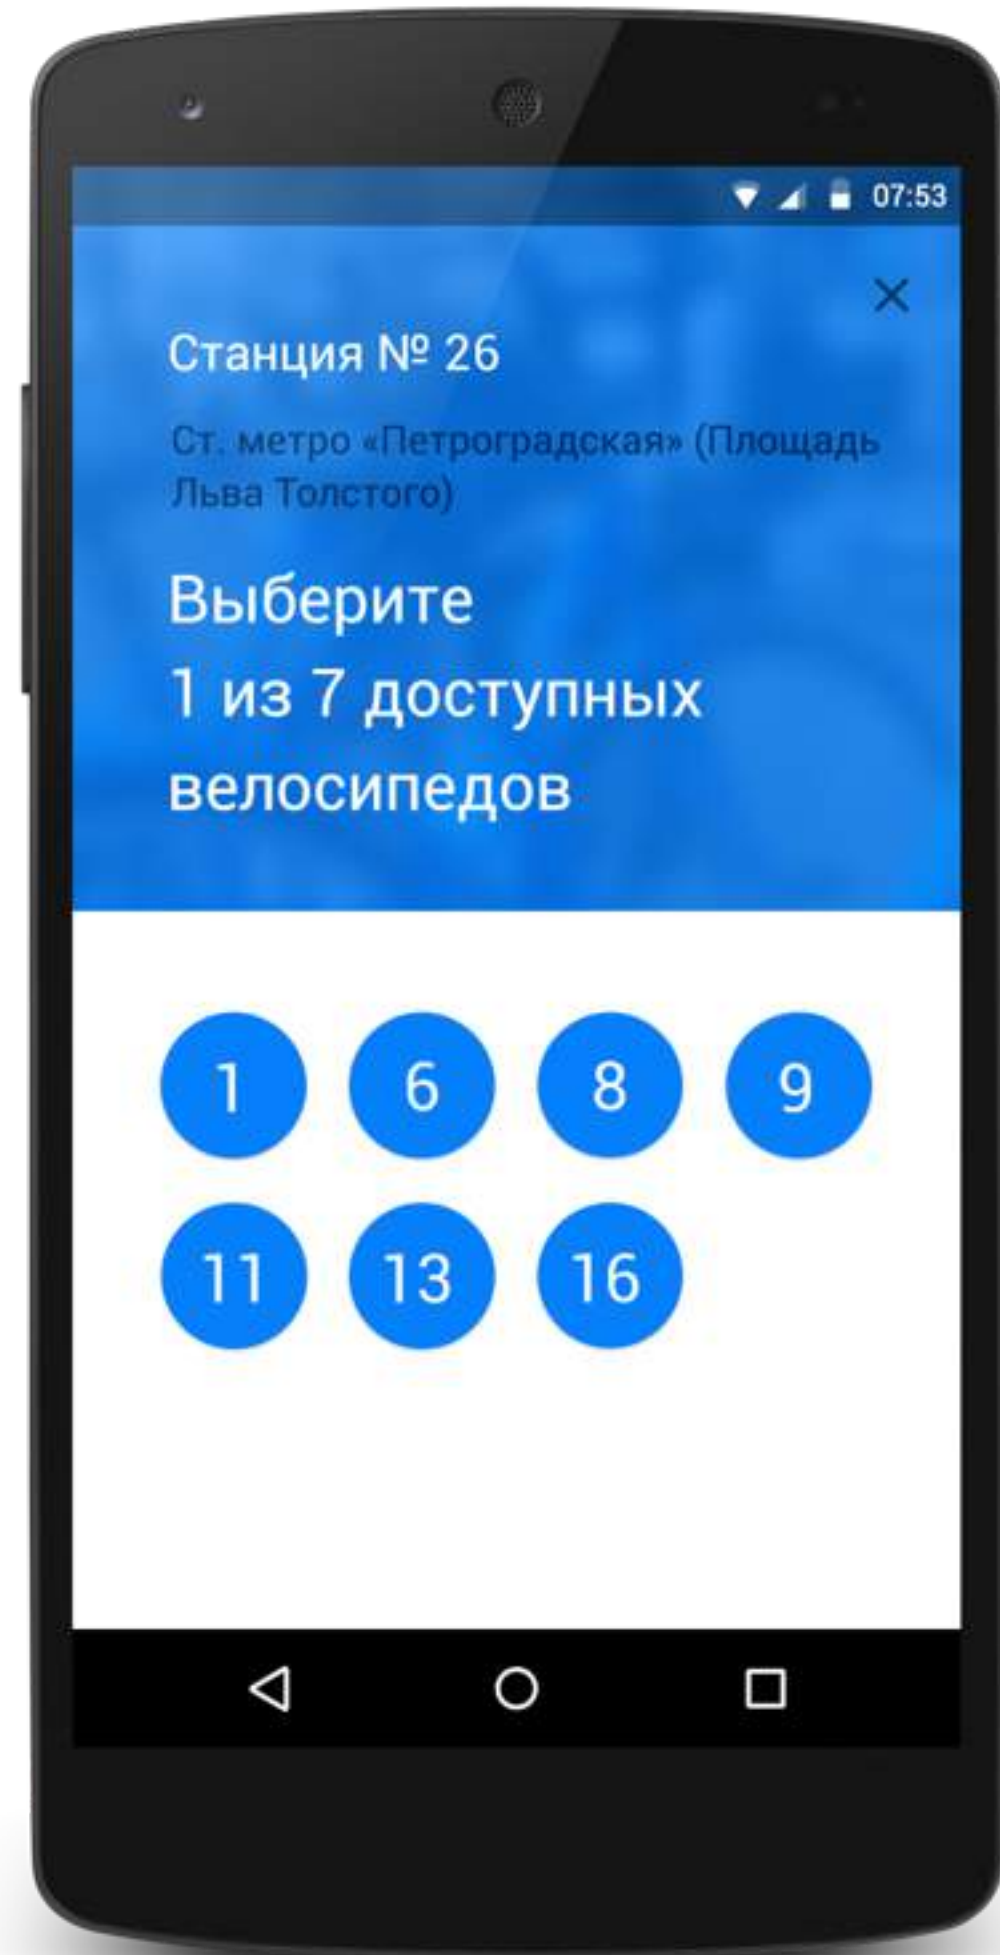 07:53
Станция № 26
Ст. метро «Петроградская» (Площадь
Льва Толстого)
Выберите
1 из 7 доступных
велосипедов
1 6 8 9
11 13 16